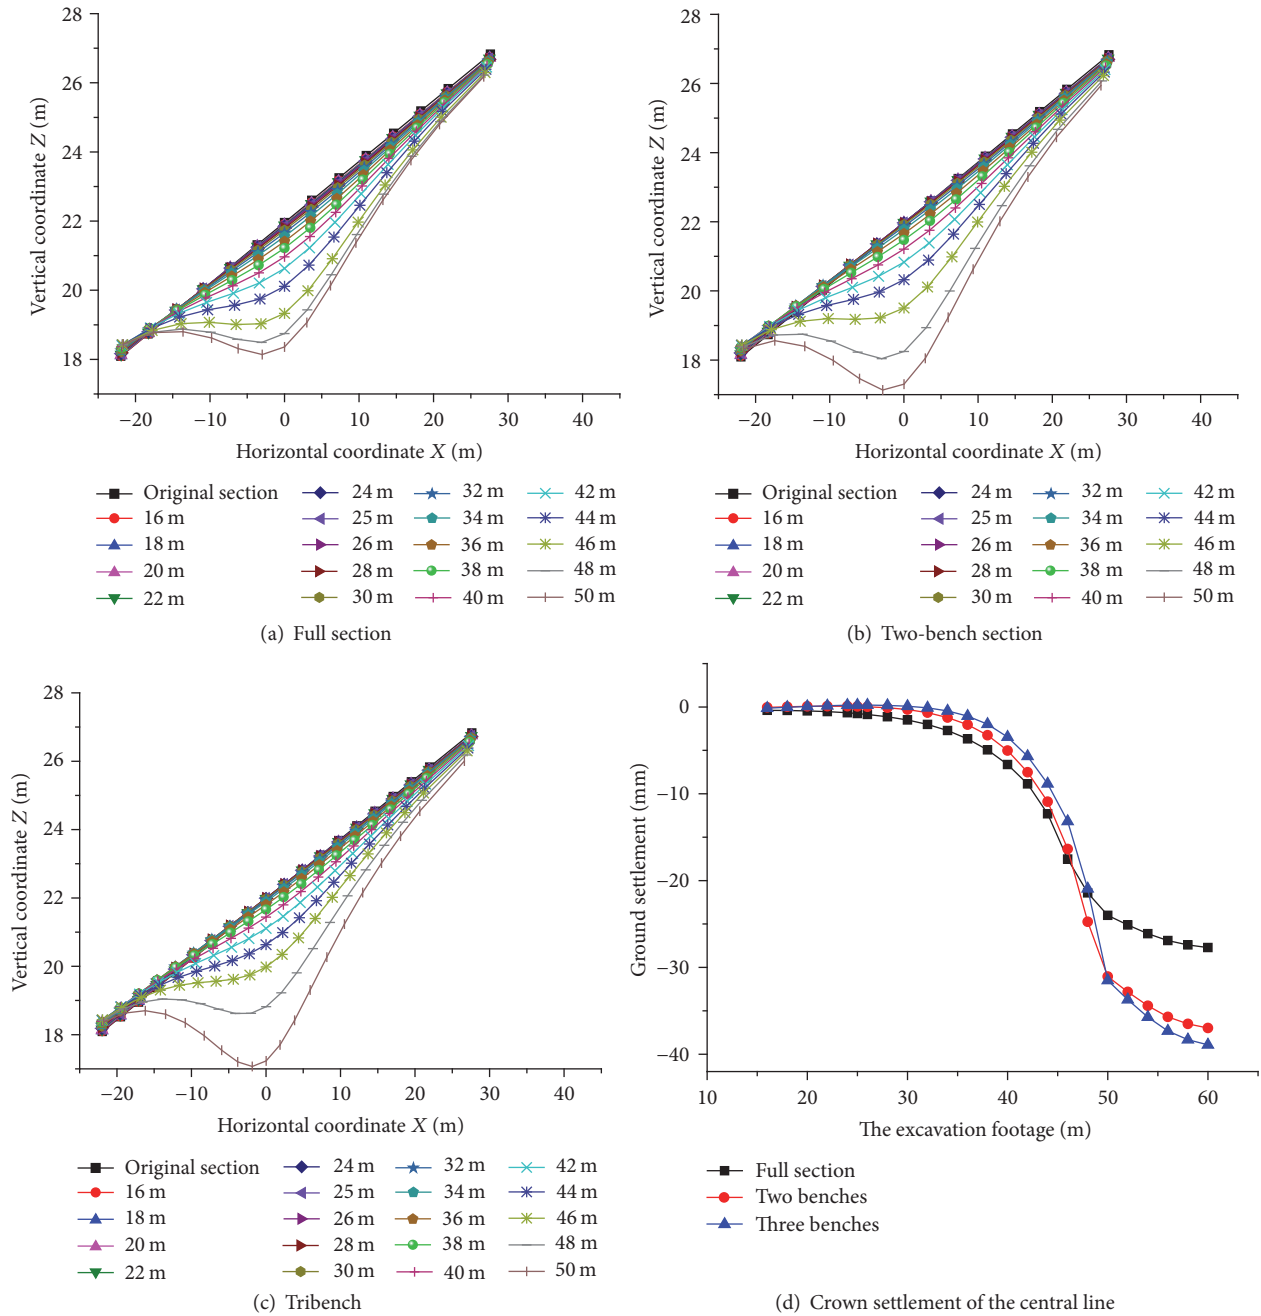 28
26
24
22
20
18
Vertical coordinate Z (m)
−20 −10 0 10 20 30 40
Horizontal coordinate X (m)
Original section 24 m 32 m 42 m
16 m 25 m 34 m 44 m
18 m 26 m 36 m 46 m
20 m 28 m 38 m 48 m
22 m 30 m 40 m 50 m
(a) Full section
28
26
24
22
20
18
Vertical coordinate Z (m)
−20 −10 0 10 20 30 40
Horizontal coordinate X (m)
Original section 24 m 32 m 42 m
16 m 25 m 34 m 44 m
18 m 26 m 36 m 46 m
20 m 28 m 38 m 48 m
22 m 30 m 40 m 50 m
(b) Two-bench section
28
26
24
22
20
18
Vertical coordinate Z (m)
−20 −10 0 10 20 30 40
Horizontal coordinate X (m)
Original section 24 m 32 m 42 m
16 m 25 m 34 m 44 m
18 m 26 m 36 m 46 m
20 m 28 m 38 m 48 m
22 m 30 m 40 m 50 m
(c) Tribench
0
−10
−20
−30
−40
Ground settlement (mm)
10 20 30 40 50 60
The excavation footage (m)
Full section
Two benches
Three benches
(d) Crown settlement of the central line